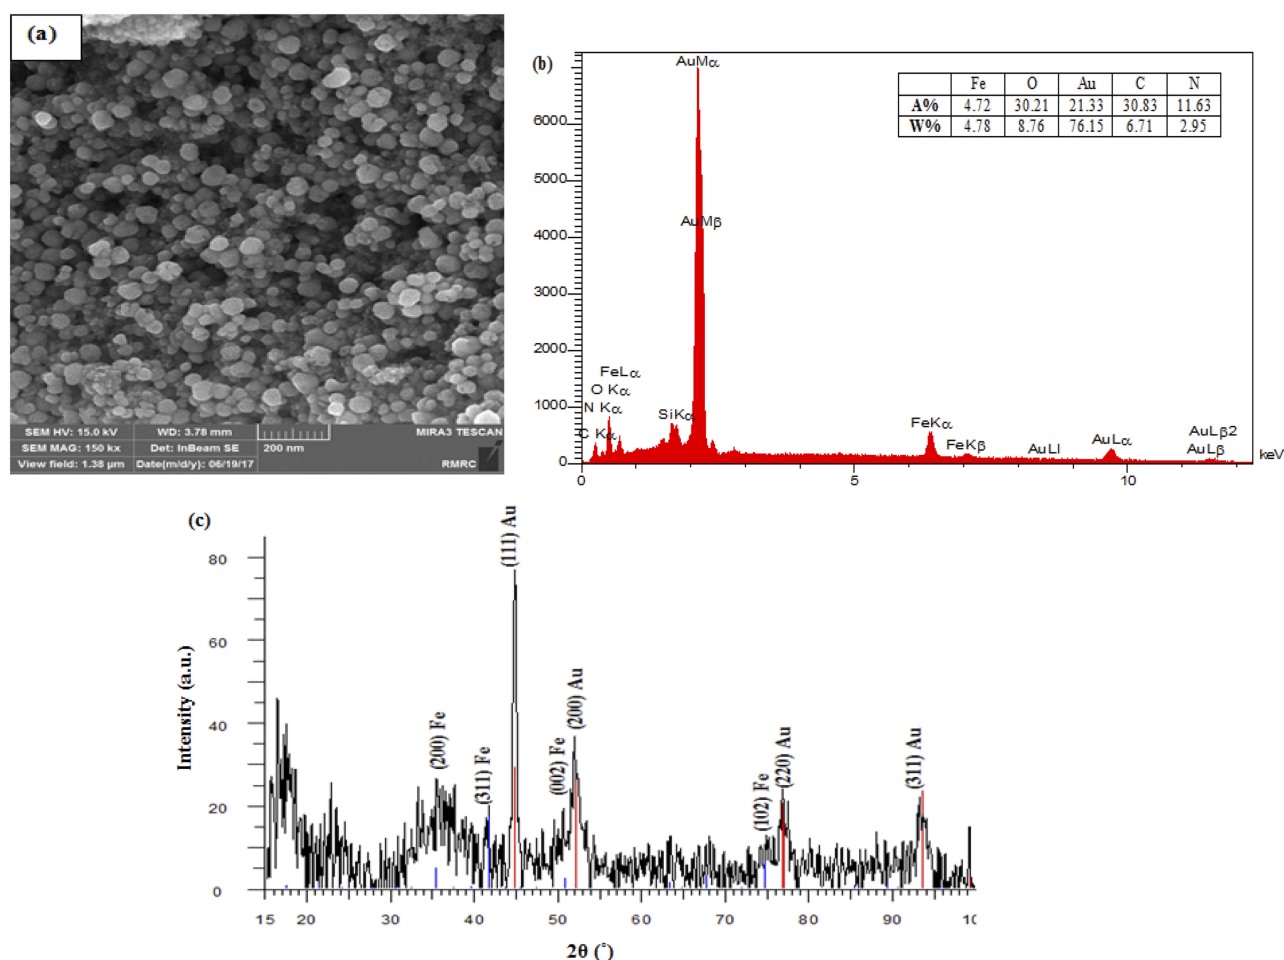 (a)
SEM HV: 15.0 kV WD: 3.78 mm MIRA3 TESCAN
SEM MAG: 150 kx Det: InBeam SE 200 nm
View field: 1.38 µm Date(m/d/y): 06/19/17 RMRC
(b)
AuMα
AuMβ
6000
5000
4000
3000
2000
1000
0
FeLα
O Kα
N Kα
C Kα
SiKα
FeKα
FeKβ
AuLl
AuLα
AuLβ2
AuLβ
0 5 10 keV
Fe O Au C N
A% 4.72 30.21 21.33 30.83 11.63
W% 4.78 8.76 76.15 6.71 2.95
(c)
Intensity (a.u.)
80
60
40
20
0
(200) Fe
(311) Fe
(111) Au
(002) Fe
(200) Au
(102) Fe
(220) Au
(311) Au
15 20 30 40 50 60 70 80 90 10
2θ (˚)